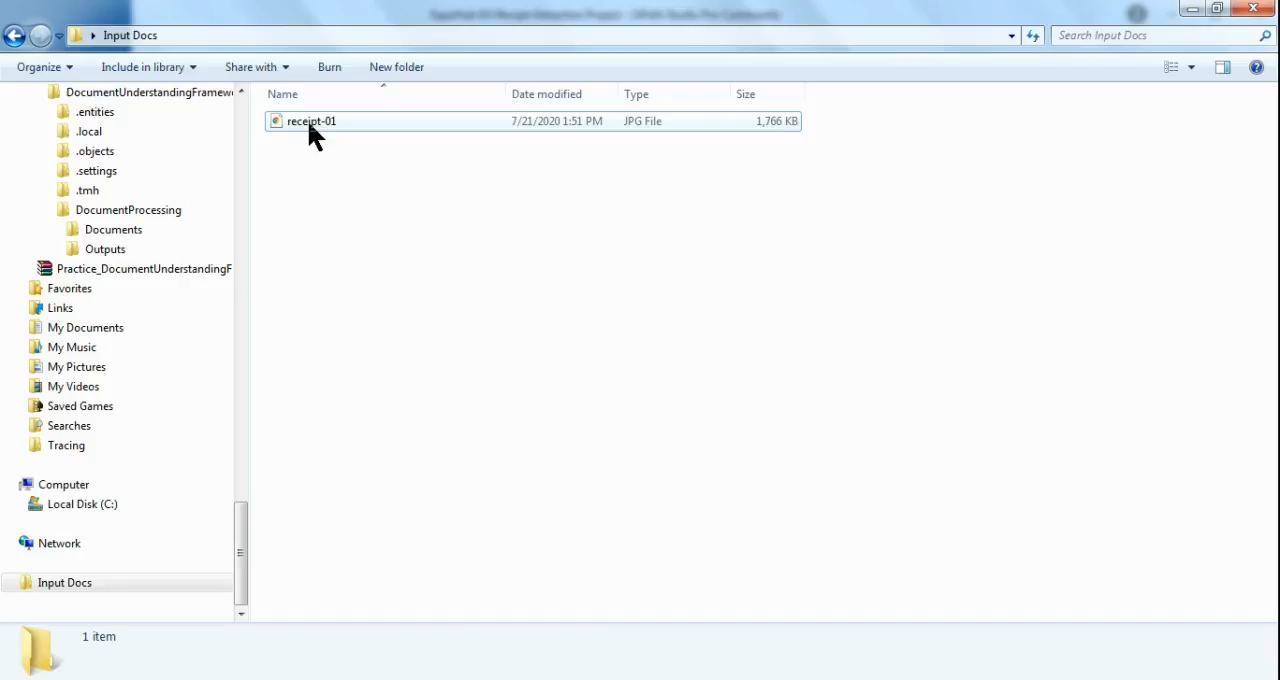 Input Docs
Search Input Docs
Organize
Include in library
Share with
Burn
New folder
DocumentUnderstandingFramew
.entities
.local
.objects
.settings
.tmh
DocumentProcessing
Documents
Outputs
Practice_DocumentUnderstandingF
Favorites
Links
My Documents
My Music
My Pictures
My Videos
Saved Games
Searches
Tracing
Computer
Local Disk (C:)
Network
Input Docs
Name Date modified Type Size
receipt-01 7/21/2020 1:51 PM JPG File 1,766 KB
1 item